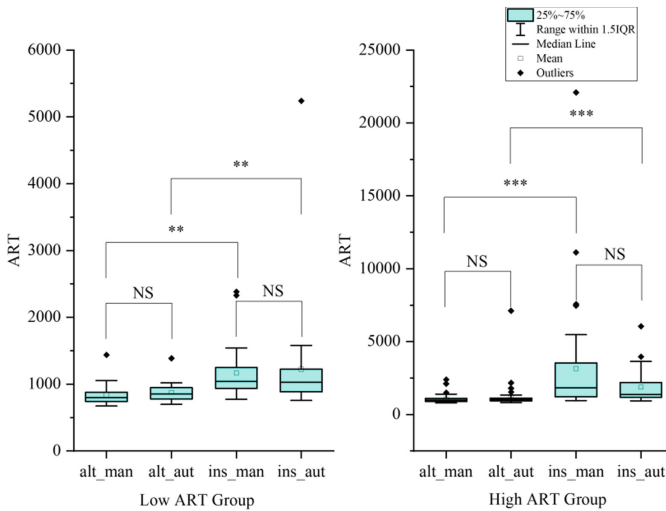 25%~75%
Range within 1.5IQR
Median Line
Mean
Outliers
ART
6000
5000
4000
3000
2000
1000
0
**
**
NS
NS
alt_man alt_aut ins_man ins_aut
Low ART Group
ART
25000
20000
15000
10000
5000
0
***
***
NS
NS
alt_man alt_aut ins_man ins_aut
High ART Group